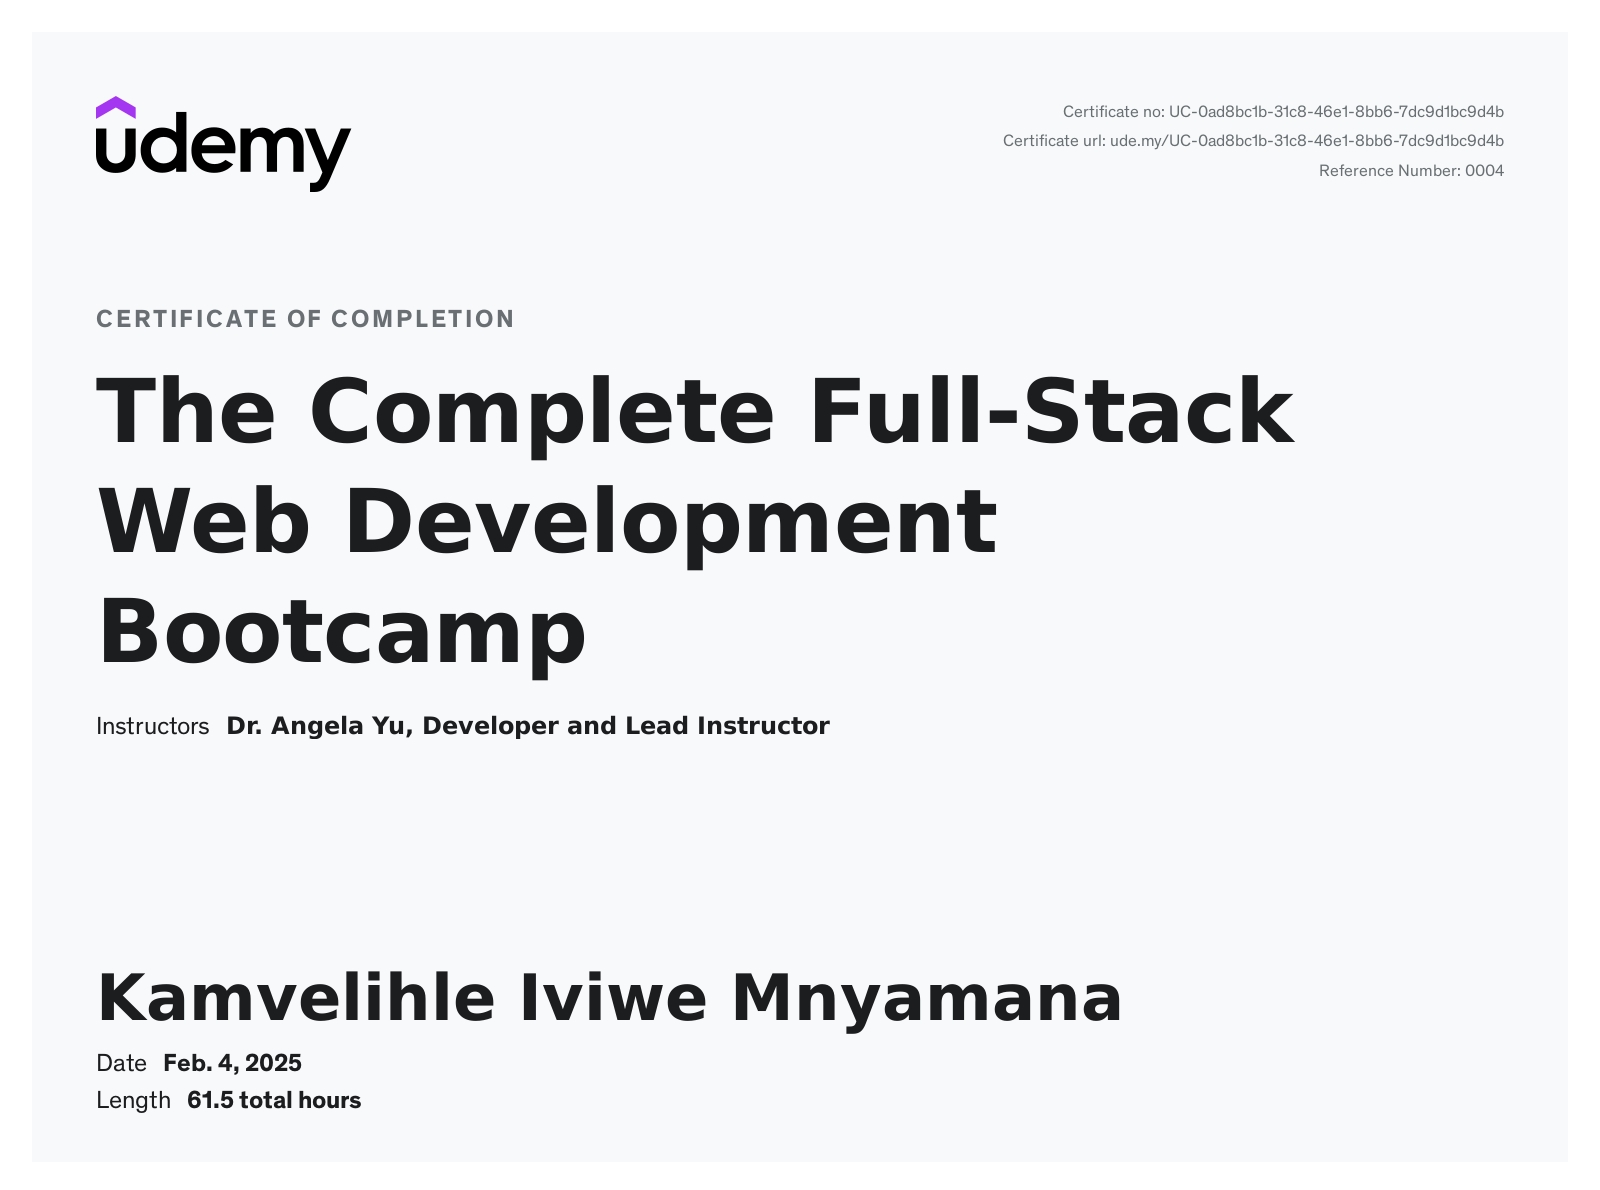 udemy
Certificate no: UC-0ad8bc1b-31c8-46e1-8bb6-7dc9d1bc9d4b
Certificate url: ude.my/UC-0ad8bc1b-31c8-46e1-8bb6-7dc9d1bc9d4b
Reference Number: 0004
CERTIFICATE OF COMPLETION
The Complete Full-Stack
Web Development
Bootcamp
Instructors Dr. Angela Yu, Developer and Lead Instructor
Kamvelihle Iviwe Mnyamana
Date Feb. 4, 2025
Length 61.5 total hours